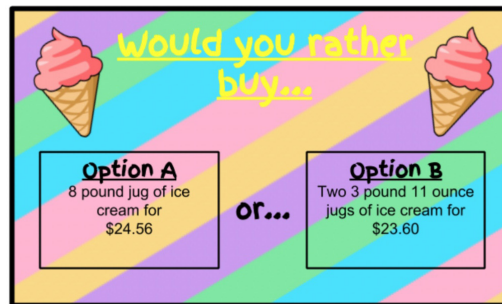 Would you rather
buy...
Option A
8 pound jug of ice
cream for
$24.56
or...
Option B
Two 3 pound 11 ounce
jugs of ice cream for
$23.60